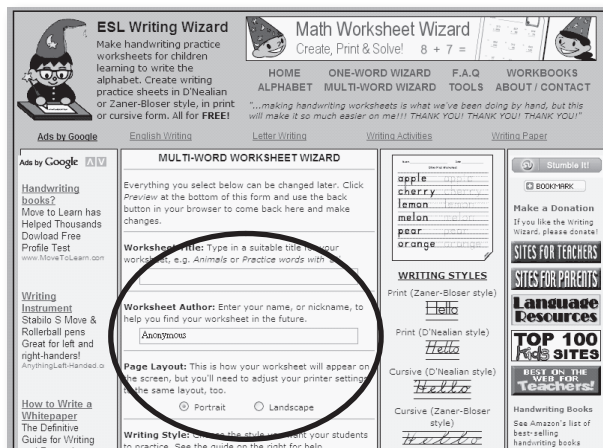 ESL Writing Wizard
Make handwriting practice
worksheets for children
learning to write the
alphabet. Create writing
practice sheets in D'Nealian
or Zaner-Bloser style, in print
or cursive form. All for FREE!
Math Worksheet Wizard
Create, Print & Solve! 8 + 7 =
HOME ONE-WORD WIZARD F.A.Q WORKBOOKS
ALPHABET MULTI-WORD WIZARD TOOLS ABOUT / CONTACT
"...making handwriting worksheets is what we've been doing by hand, but this
will make it so much easier on me!!! THANK YOU! THANK YOU! THANK YOU!"
Ads by Google English Writing Letter Writing Writing Activities Writing Paper
Ads by Google
Handwriting
books?
Move to Learn has
Helped Thousands
Dowload Free
Profile Test
www.MoveToLearn.com
Writing
Instrument
Stabilo S Move &
Rollerball pens
Great for left and
right-handers!
AnythingLeft-Handed.c
How to Write a
Whitepaper
The Definitive
Guide for Writing
MULTI-WORD WORKSHEET WIZARD
Everything you select below can be changed later. Click
Preview at the bottom of this form and use the back
button in your browser to come back here and make
changes.
Worksheet Title: Type in a suitable title for your
worksheet, e.g. Animals or Practice words with
Worksheet Author: Enter your name, or nickname, to
help you find your worksheet in the future.
Anonymous
Page Layout: This is how your worksheet will appear on
the screen, but you'll need to adjust your printer settings
to the same layout, too.
Portrait Landscape
Writing Style: the style want your students
to practice. See the guide on the right for help.
apple apple
cherry cherry
lemon lemon
melon melon
pear pear
orange orange
WRITING STYLES
Print (Zaner-Bloser style)
Hello
Print (D'Nealian style)
Hello
Cursive (D'Nealian style)
Hello
Cursive (Zaner-Bloser
style)
Hello
Stumble It!
BOOKMARK
Make a Donation
If you like the Writing
Wizard, please donate!
SITES FOR TEACHERS
SITES FOR PARENTS
Language
Resources
TOP 100
Kids SITES
BEST ON THE
WEB FOR
Teachers!
Handwriting Books
See Amazon's list of
best-selling
handwriting books